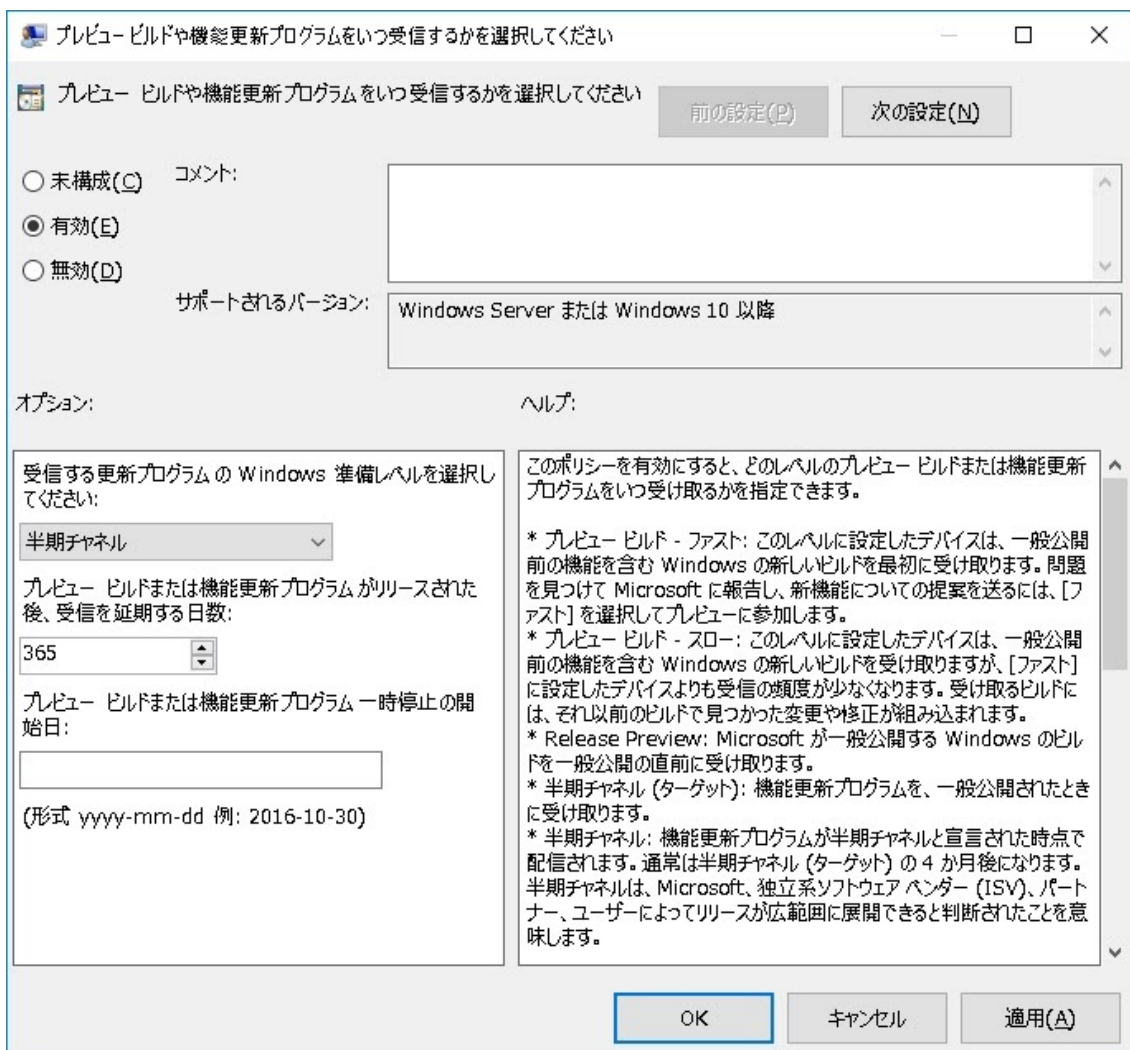 プレビュー ビルドや機能更新プログラムをいつ受信するかを選択してください
プレビュー ビルドや機能更新プログラムをいつ受信するかを選択してください
前の設定(P)
次の設定(N)
未構成(C)
有効(E)
無効(D)
コメント:
サポートされるバージョン:
Windows Server または Windows 10 以降
オプション:
ヘルプ:
受信する更新プログラムの Windows 準備レベルを選択し
てください:
半期チャネル
プレビュー ビルドまたは機能更新プログラムがリリースされた
後、受信を延期する日数:
365
プレビュー ビルドまたは機能更新プログラム一時停止の開
始日:
(形式 yyyy-mm-dd 例: 2016-10-30)
このポリシーを有効にすると、どのレベルのプレビュー ビルドまたは機能更新
プログラムをいつ受け取るかを指定できます。
* プレビュー ビルド - ファスト: このレベルに設定したデバイスは、一般公開
前の機能を含む Windows の新しいビルドを最初に受け取ります。問題
を見つけて Microsoft に報告し、新機能についての提案を送るには、[フ
ァスト] を選択してプレビューに参加します。
* プレビュー ビルド - スロー: このレベルに設定したデバイスは、一般公開
前の機能を含む Windows の新しいビルドを受け取りますが、[ファスト]
に設定したデバイスよりも受信の頻度が少なくなります。受け取るビルドに
は、それ以前のビルドで見つかった変更や修正が組み込まれます。
* Release Preview: Microsoft が一般公開する Windows のビル
ドを一般公開の直前に受け取ります。
* 半期チャネル (ターゲット): 機能更新プログラムを、一般公開されたとき
に受け取ります。
* 半期チャネル: 機能更新プログラムが半期チャネルと宣言された時点で
配信されます。通常は半期チャネル (ターゲット) の 4 か月後になります。
半期チャネルは、Microsoft、独立系ソフトウェア ベンダー (ISV)、パート
ナー、ユーザーによってリリースが広範囲に展開できると判断されたことを意
味します。
OK
キャンセル
適用(A)